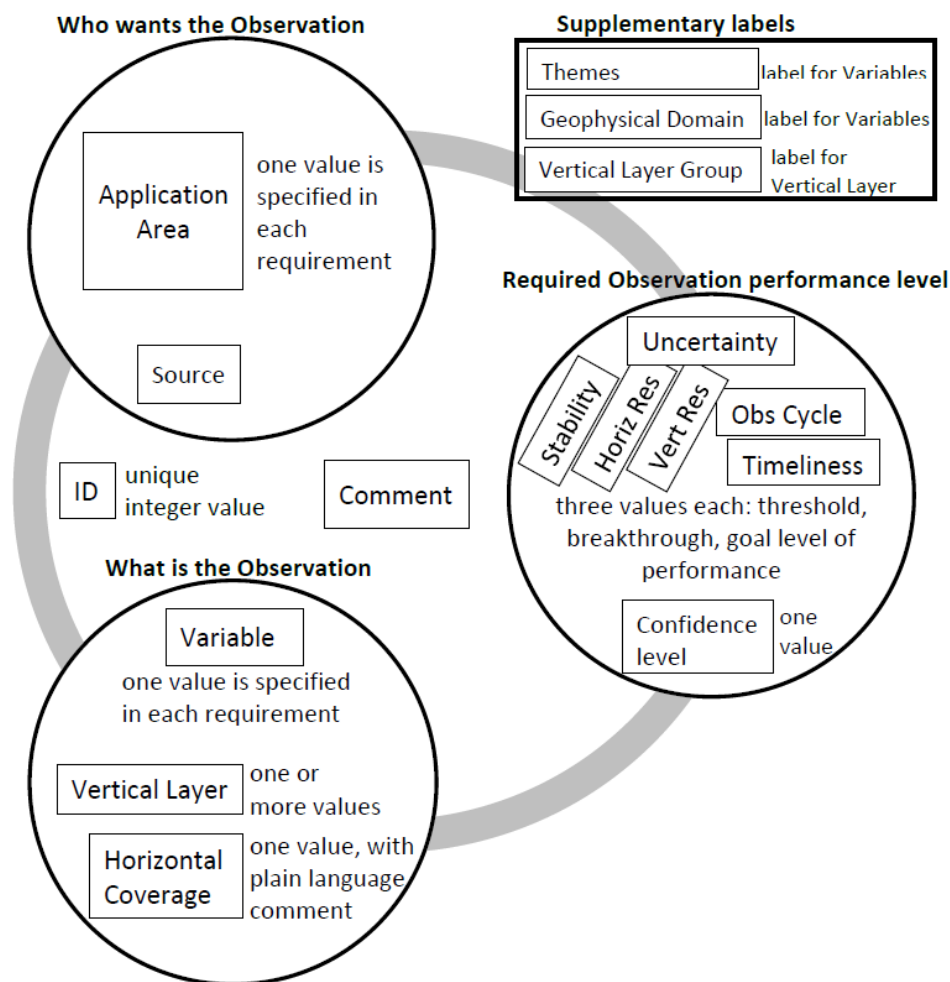 Who wants the Observation
Application
Area
one value is
specified in
each
requirement
Source
Supplementary labels
Themes
label for Variables
Geophysical Domain
label for Variables
Vertical Layer Group
label for
Vertical Layer
Required Observation performance level
Uncertainty
Stability
Horiz Res
Vert Res
Obs Cycle
Timeliness
three values each: threshold,
breakthrough, goal level of
performance
Confidence
level
one
value
ID
unique
integer value
Comment
What is the Observation
Variable
one value is specified
in each requirement
Vertical Layer
one or
more values
Horizontal
Coverage
one value, with
plain language
comment